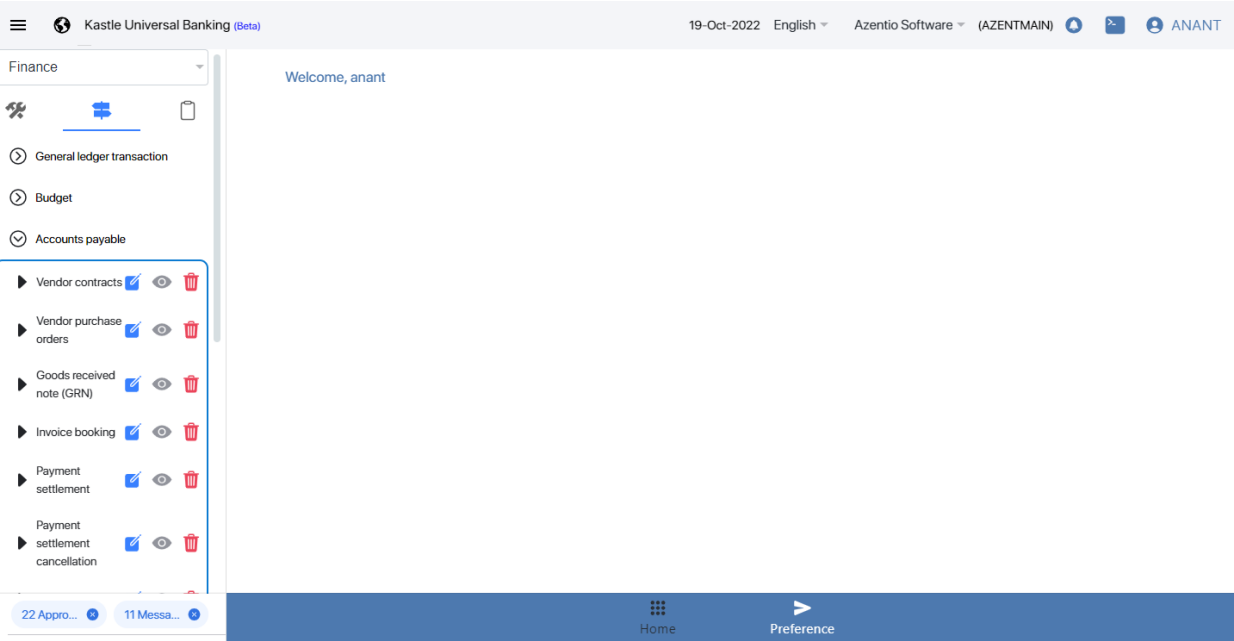 Kastle Universal Banking (Beta)
19-Oct-2022 English Azentio Software (AZENTMAIN) ANANT
Finance
Welcome, anant
General ledger transaction
Budget
Accounts payable
Vendor contracts
Vendor purchase
orders
Goods received
note (GRN)
Invoice booking
Payment
settlement
Payment
settlement
cancellation
22 Appro... 11 Messa...
Home
Preference